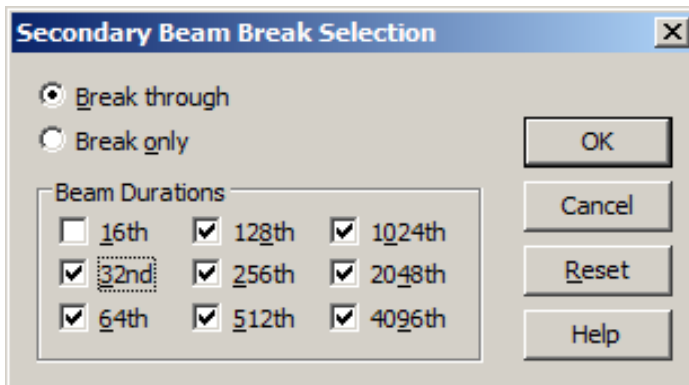 Secondary Beam Break Selection
Break through
Break only
OK
Beam Durations
Cancel
16th 128th 1024th
32nd 256th 2048th
Reset
64th 512th 4096th
Help